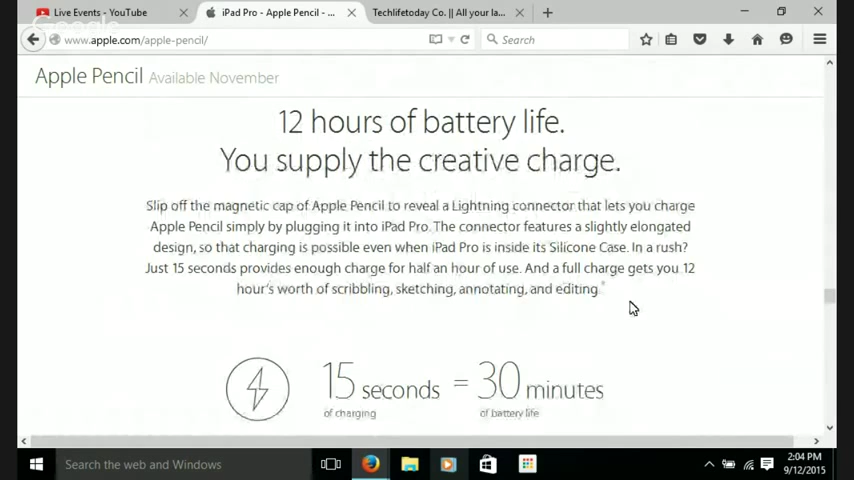 Live Events - YouTube
iPad Pro - Apple Pencil - ...
Techlifetoday Co. || All your la...
Google
www.apple.com/apple-pencil/
Search
Apple Pencil Available November
12 hours of battery life.
You supply the creative charge.
Slip off the magnetic cap of Apple Pencil to reveal a Lightning connector that lets you charge
Apple Pencil simply by plugging it into iPad Pro. The connector features a slightly elongated
design, so that charging is possible even when iPad Pro is inside its Silicone Case. In a rush?
Just 15 seconds provides enough charge for half an hour of use. And a full charge gets you 12
hour's worth of scribbling, sketching, annotating, and editing.*
15 seconds = 30 minutes
of charging of battery life
Search the web and Windows
2:04 PM
9/12/2015